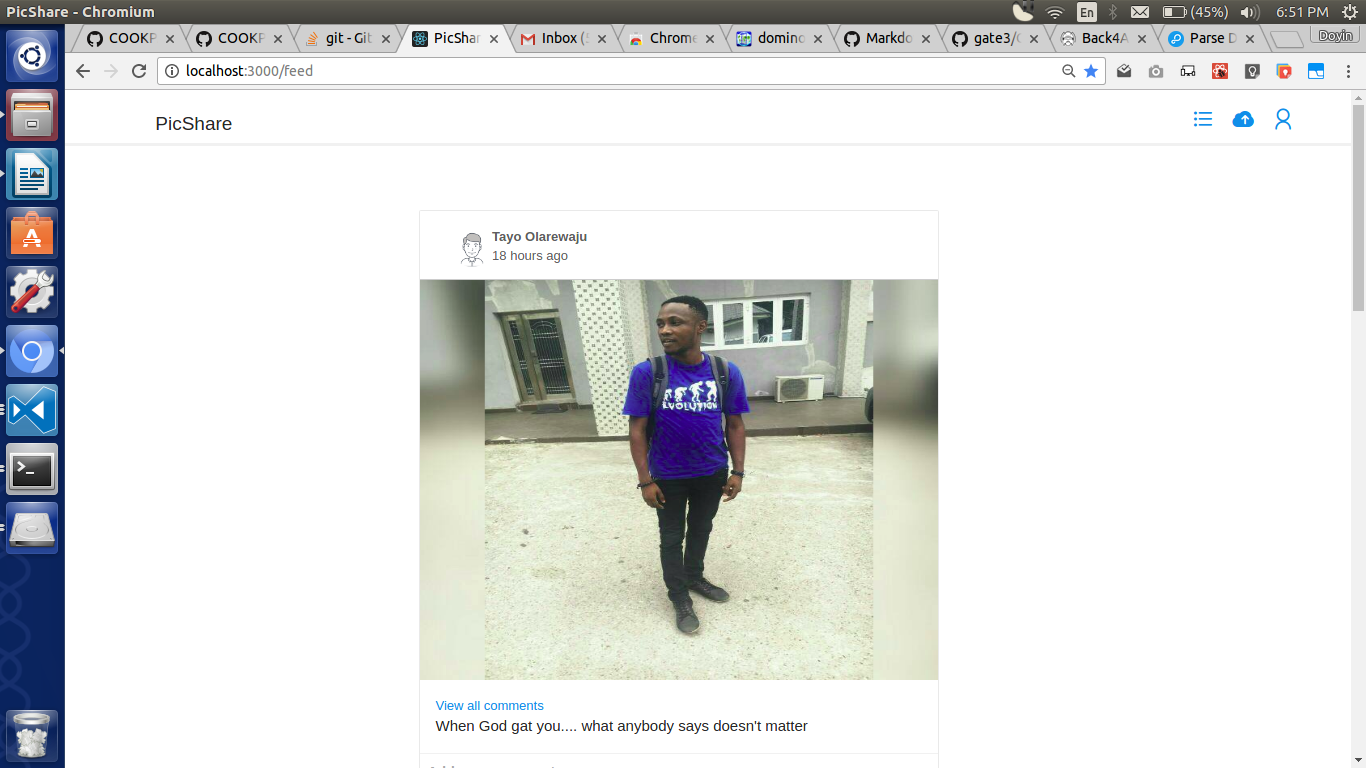 PicShare - Chromium
En
(45%)
6:51 PM
COOKP
COOKP
git - Git
PicShar
Inbox (
Chrome
domino
Markdo
gate3/
Back4A
Parse D
Doyin
localhost:3000/feed
PicShare
Tayo Olarewaju
18 hours ago
EVOLUTION
View all comments
When God gat you.... what anybody says doesn't matter